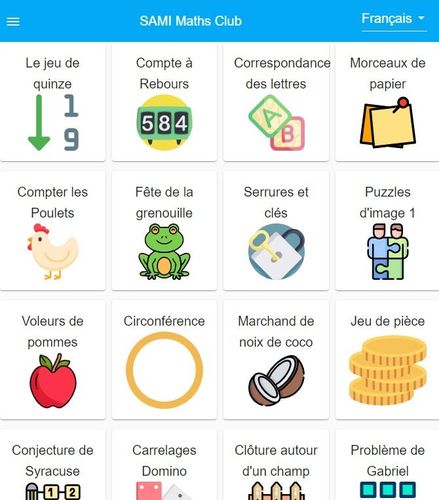 SAMI Maths Club
Français
Le jeu de
quinze
1
9
Compte à
Rebours
584
Correspondance
des lettres
A
B
Morceaux de
papier
Compter les
Poulets
Fête de la
grenouille
Serrures et
clés
Puzzles
d'image 1
Voleurs de
pommes
Circonférence
Marchand de
noix de coco
Jeu de pièce
Conjecture de
Syracuse
1 2
Carrelages
Domino
Clôture autour
d'un champ
Problème de
Gabriel